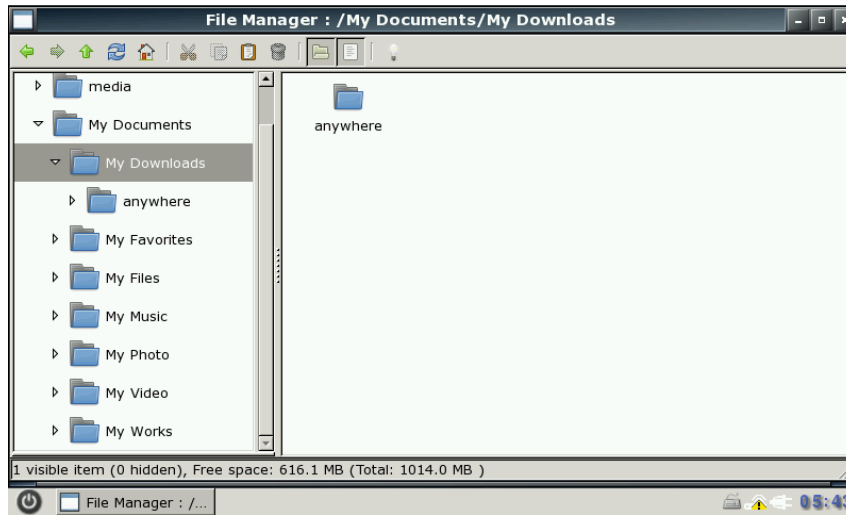 File Manager : /My Documents/My Downloads
media
My Documents
My Downloads
anywhere
My Favorites
My Files
My Music
My Photo
My Video
My Works
anywhere
1 visible item (0 hidden), Free space: 616.1 MB (Total: 1014.0 MB )
File Manager : /...
05:43